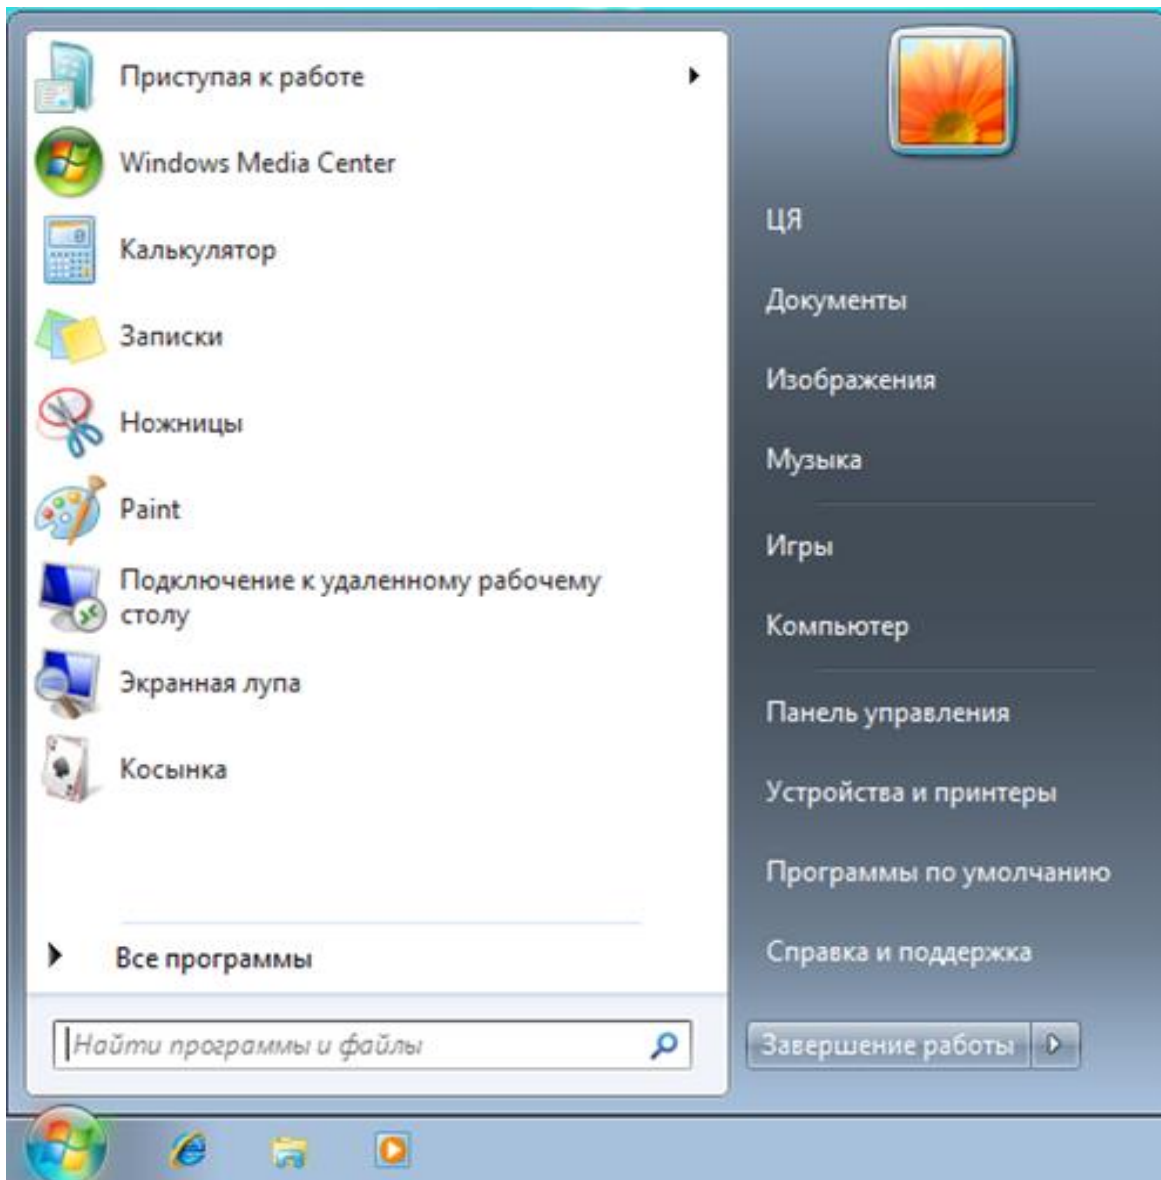 Приступая к работе
Windows Media Center
Калькулятор
Записки
Ножницы
Paint
Подключение к удаленному рабочему
столу
Экранная лупа
Косынка
Все программы
Найти программы и файлы
ЦЯ
Документы
Изображения
Музыка
Игры
Компьютер
Панель управления
Устройства и принтеры
Программы по умолчанию
Справка и поддержка
Завершение работы